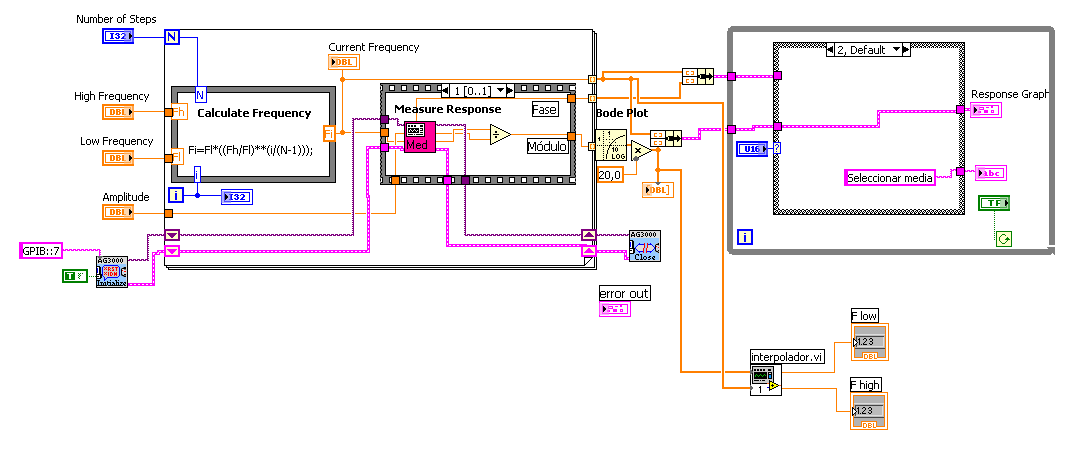 Number of Steps
I32
N
Current Frequency
DBL
2, Default
High Frequency
DBL
N
Calculate Frequency
Fh
Fl
Fi
Fi=Fl*((Fh/Fl)**(i/(N-1)));
i
1 [0..1]
Measure Response
Fase
Med
Módulo
Bode Plot
LOG
20,0
DBL
Response Graph
Low Frequency
DBL
U16
?
Seleccionar media
abc
TF
i
I32
Amplitude
DBL
GPIB::7
T
AG3000
Initialize
AG3000
Close
i
error out
F low
1.23
DBL
interpolador.vi
1
F high
1.23
DBL